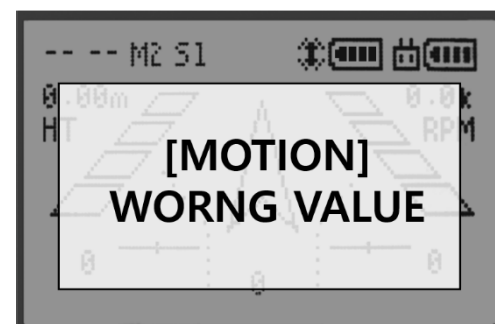 -- -- M2 S1
0.00m 0.0k
HT RPM
[MOTION]
WORNG VALUE
0 0
0